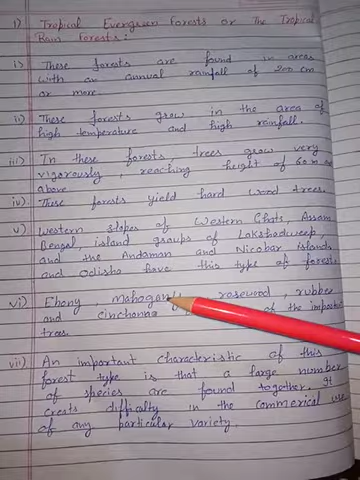 1) Tropical Evergreen Forests or The Tropical
Rain Forests:
i) These forests are found in areas
with an annual rainfall of 200 cm
or more.
ii) These forests grow in the area of
high temperature and high rainfall.
iii) In these forests trees grow very
vigorously, reaching height of 60 m
above
iv) These forests yield hard wood trees.
v) Western slopes of Western Ghats, Assam
Bengal, island groups of Lakshadweep,
and the Andaman and Nicobar islands
and Odisha have this type of forest.
vi) Ebony, Mahogany, rosewood, rubber
and cinchona of the important
trees.
vii) An important characteristic of this
forest type is that a large number
of species are found together. It
creats difficulty in the commerical use
of any particular variety.